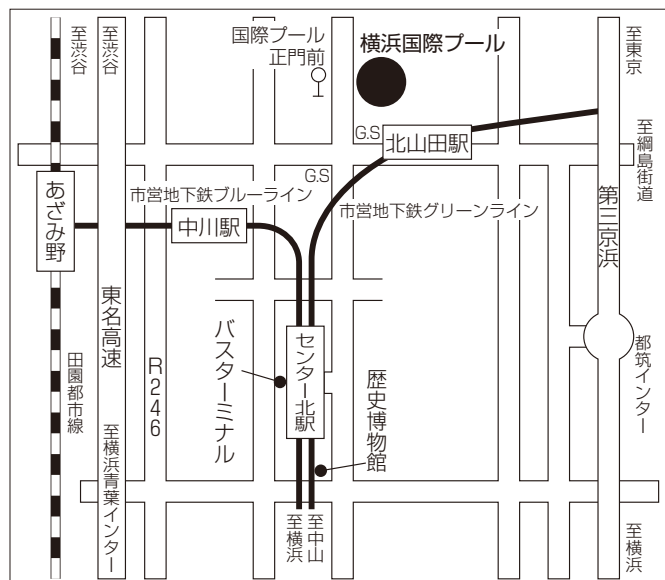 至渋谷
至渋谷
国際プール
正門前
横浜国際プール
至東京
至綱島街道
G.S
北山田駅
G.S
あざみ野
市営地下鉄ブルーライン
中川駅
市営地下鉄グリーンライン
第三京浜
東名高速
R246
バスターミナル
センター北駅
歴史博物館
都筑インター
田園都市線
至横浜青葉インター
至横浜
至中山
至横浜